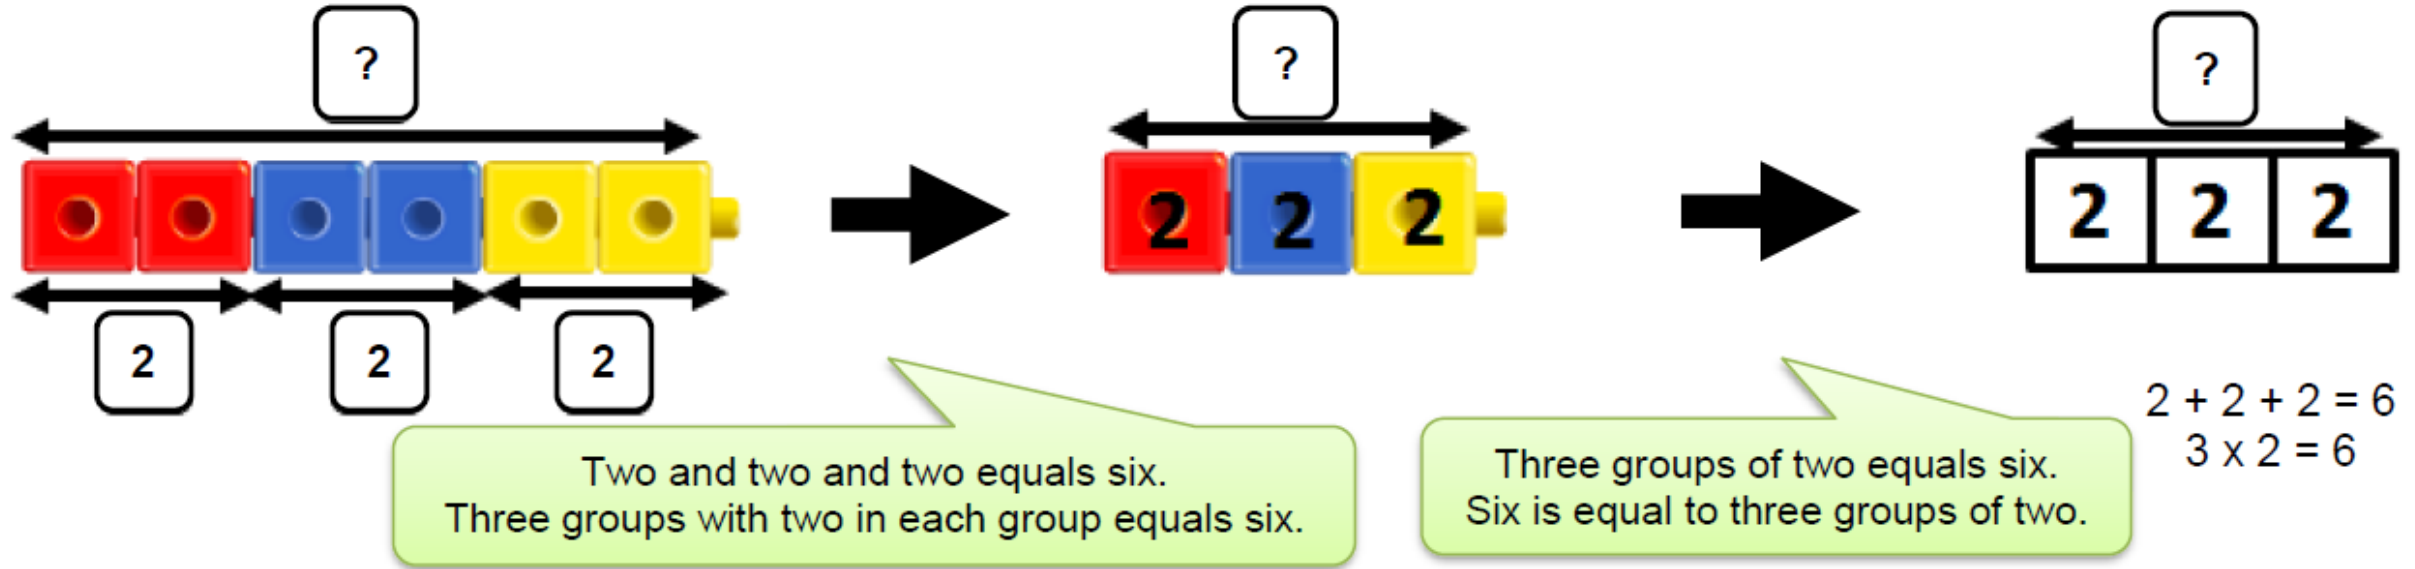 ? ? ?
2 2 2 2 2 2
2 2 2
Two and two and two equals six.
Three groups with two in each group equals six.
Three groups of two equals six.
Six is equal to three groups of two.
2 + 2 + 2 = 6
3 x 2 = 6